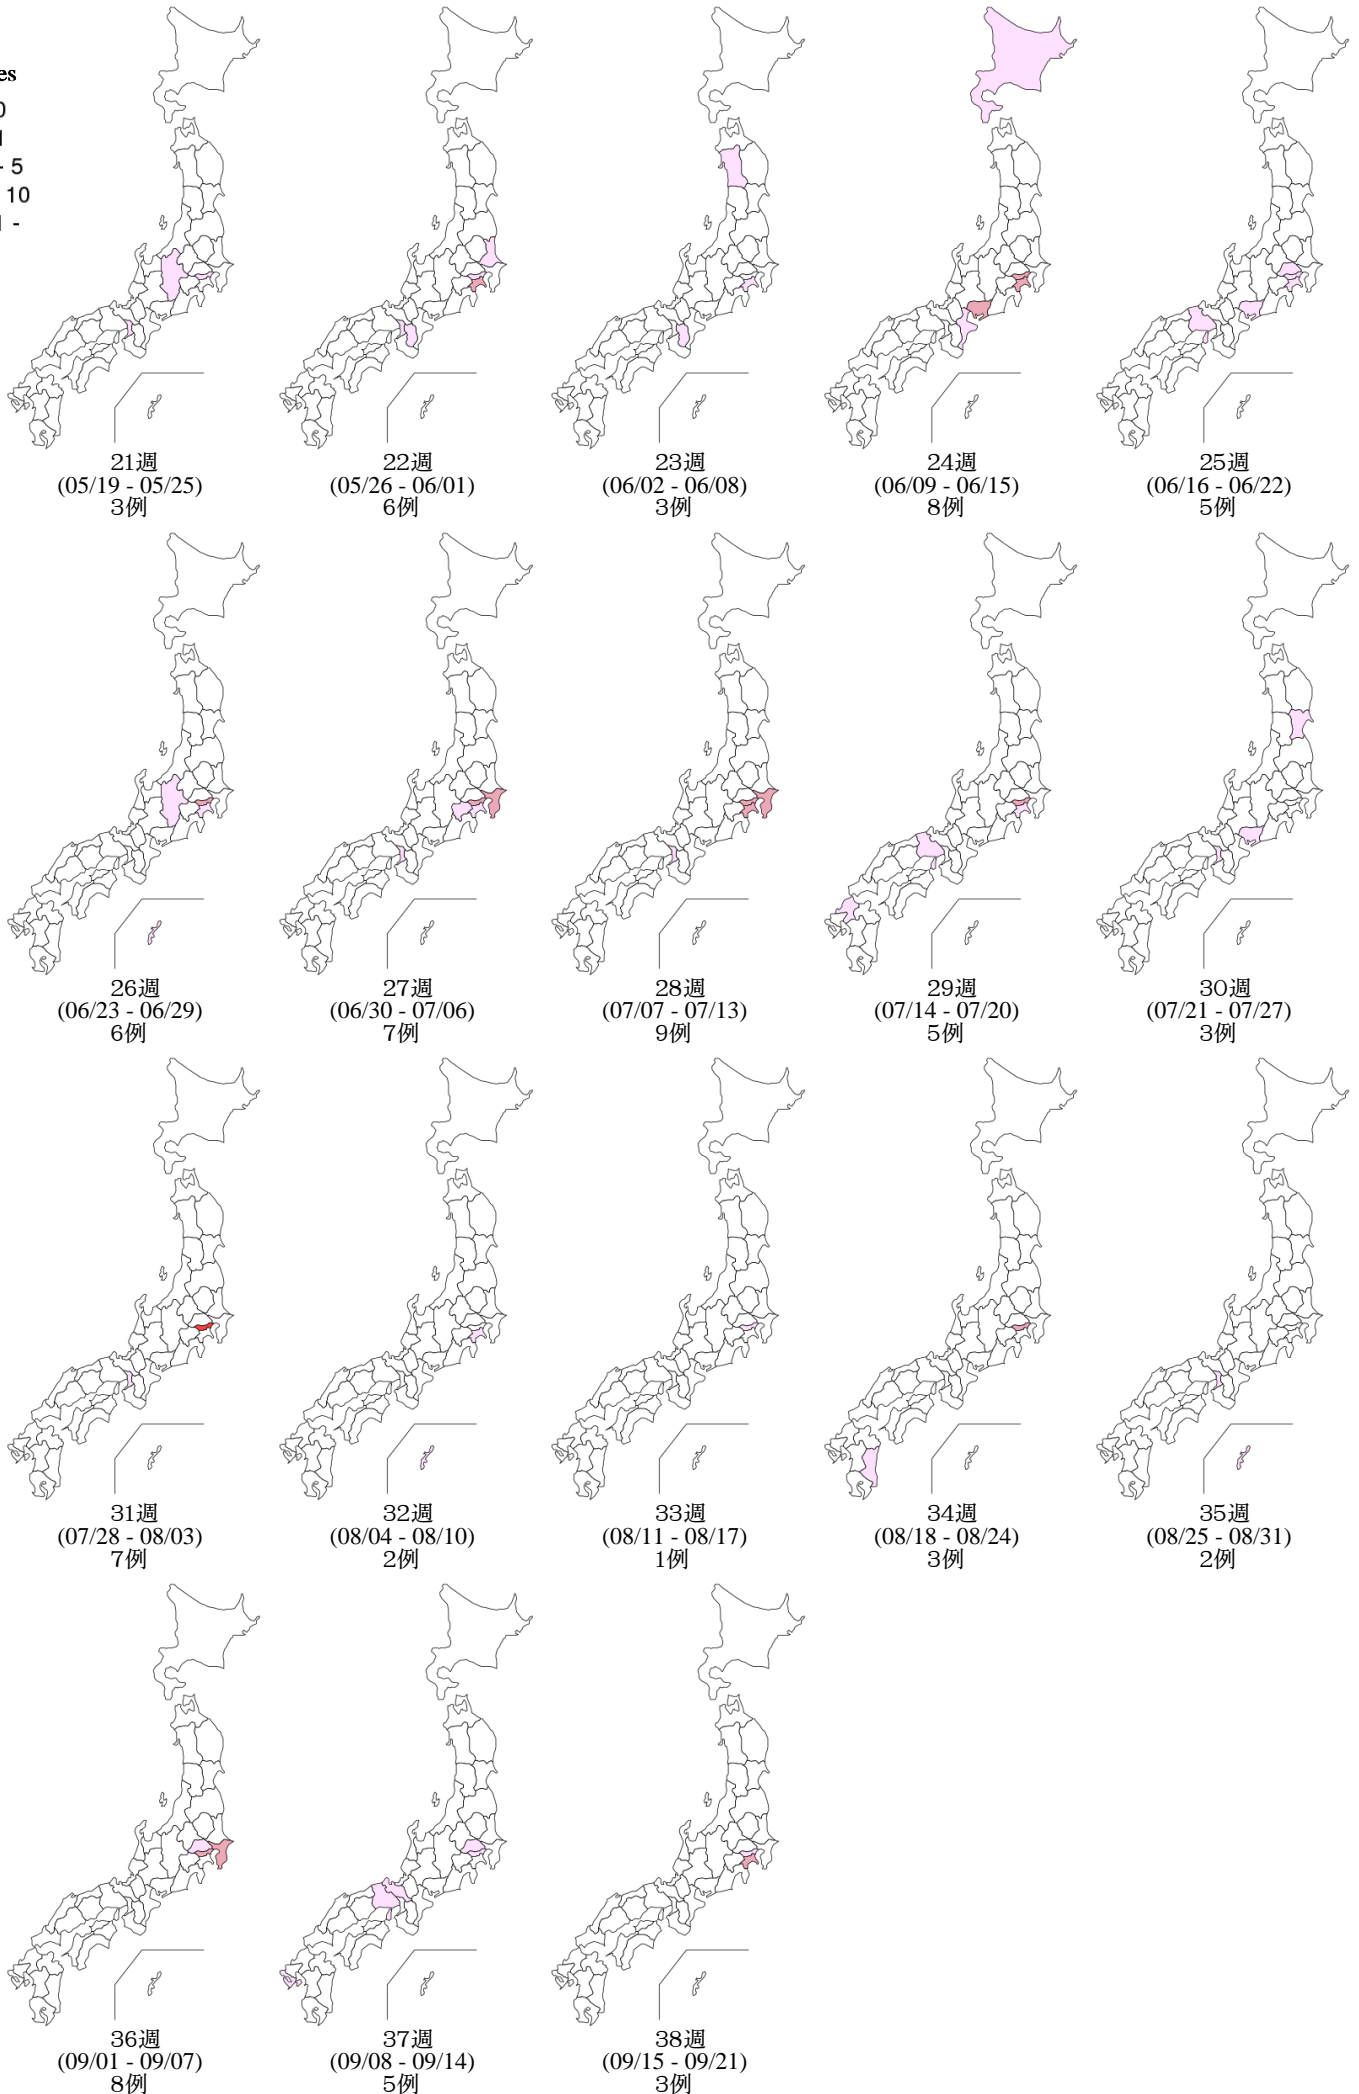 es
- 5
10
21週
(05/19 - 05/25)
3例
22週
(05/26 - 06/01)
6例
23週
(06/02 - 06/08)
3例
24週
(06/09 - 06/15)
8例
25週
(06/16 - 06/22)
5例
26週
(06/23 - 06/29)
6例
27週
(06/30 - 07/06)
7例
28週
(07/07 - 07/13)
9例
29週
(07/14 - 07/20)
5例
30週
(07/21 - 07/27)
3例
31週
(07/28 - 08/03)
7例
32週
(08/04 - 08/10)
2例
33週
(08/11 - 08/17)
1例
34週
(08/18 - 08/24)
3例
35週
(08/25 - 08/31)
2例
36週
(09/01 - 09/07)
8例
37週
(09/08 - 09/14)
5例
38週
(09/15 - 09/21)
3例